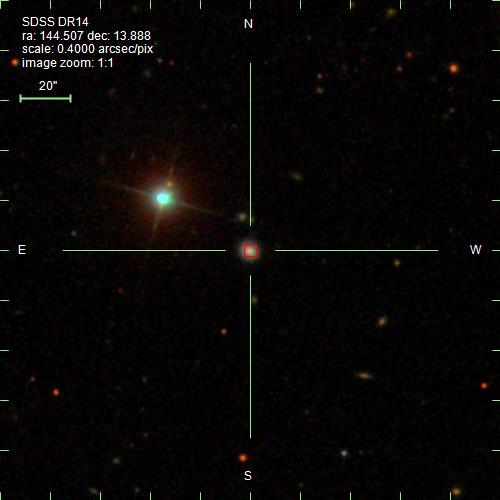 SDSS DR14
ra: 144.507 dec: 13.888
scale: 0.4000 arcsec/pix
image zoom: 1:1
20"
N
E
W
S